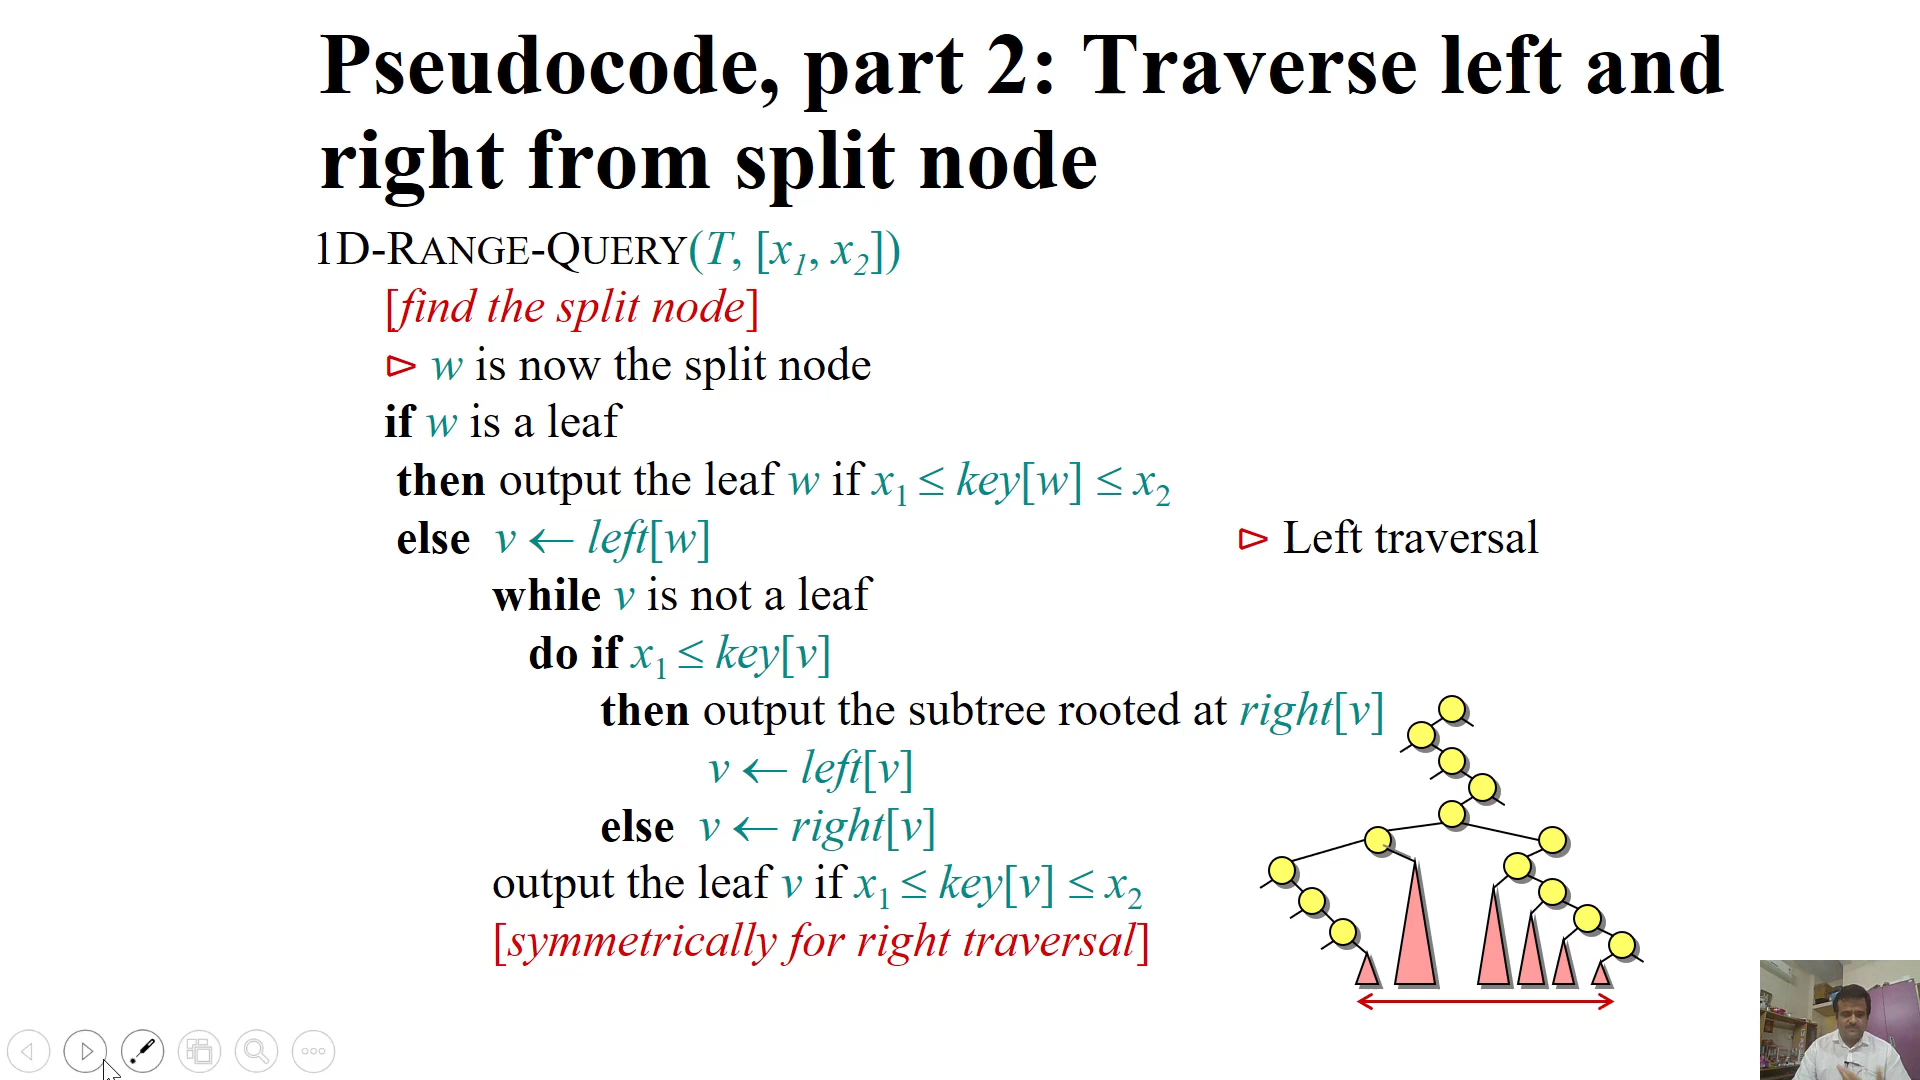 Pseudocode, part 2: Traverse left and
right from split node
1D-RANGE-QUERY(T, [x₁, x₂])
[find the split node]
▷ w is now the split node
if w is a leaf
then output the leaf w if x₁ ≤ key[w] ≤ x₂
else v ← left[w] ▷ Left traversal
while v is not a leaf
do if x₁ ≤ key[v]
then output the subtree rooted at right[v]
v ← left[v]
else v ← right[v]
output the leaf v if x₁ ≤ key[v] ≤ x₂
[symmetrically for right traversal]